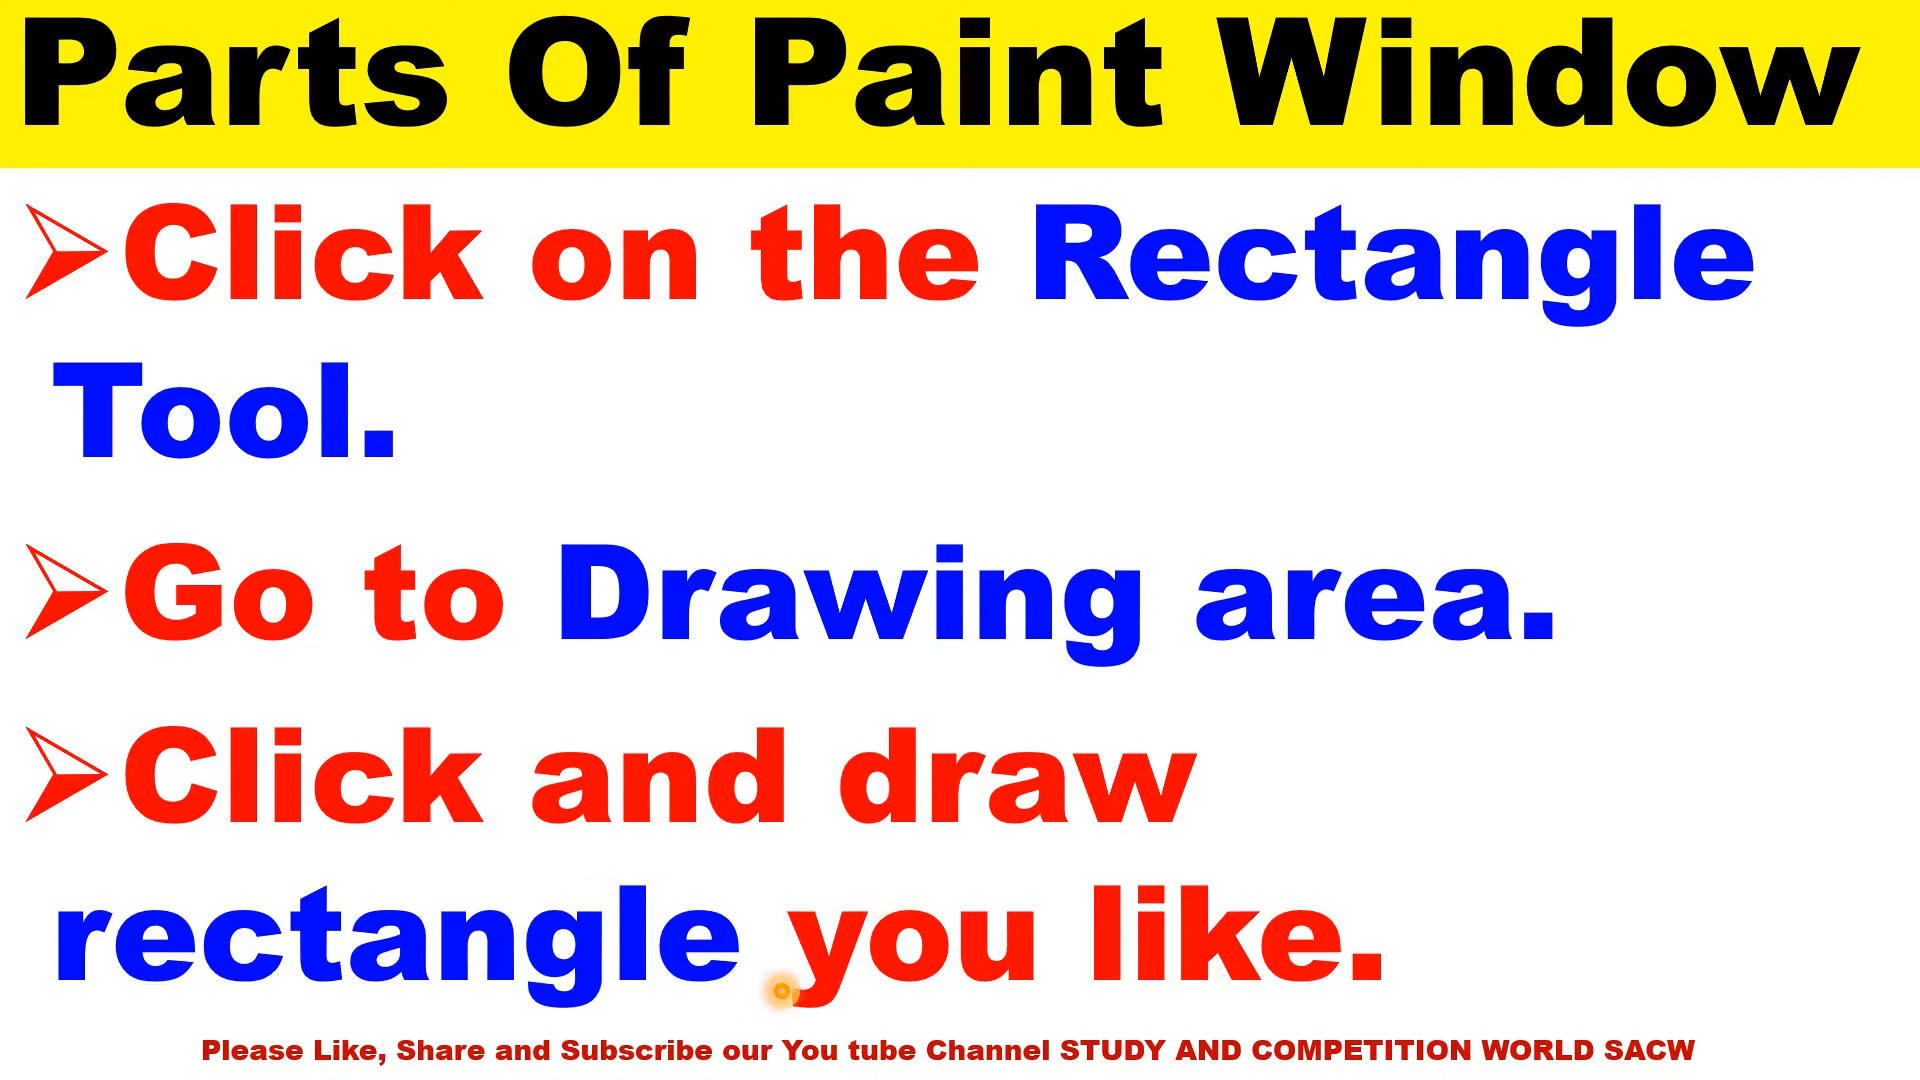 Parts Of Paint Window
➢Click on the Rectangle
Tool.
➢Go to Drawing area.
➢Click and draw
rectangle you like.
Please Like, Share and Subscribe our You tube Channel STUDY AND COMPETITION WORLD SACW